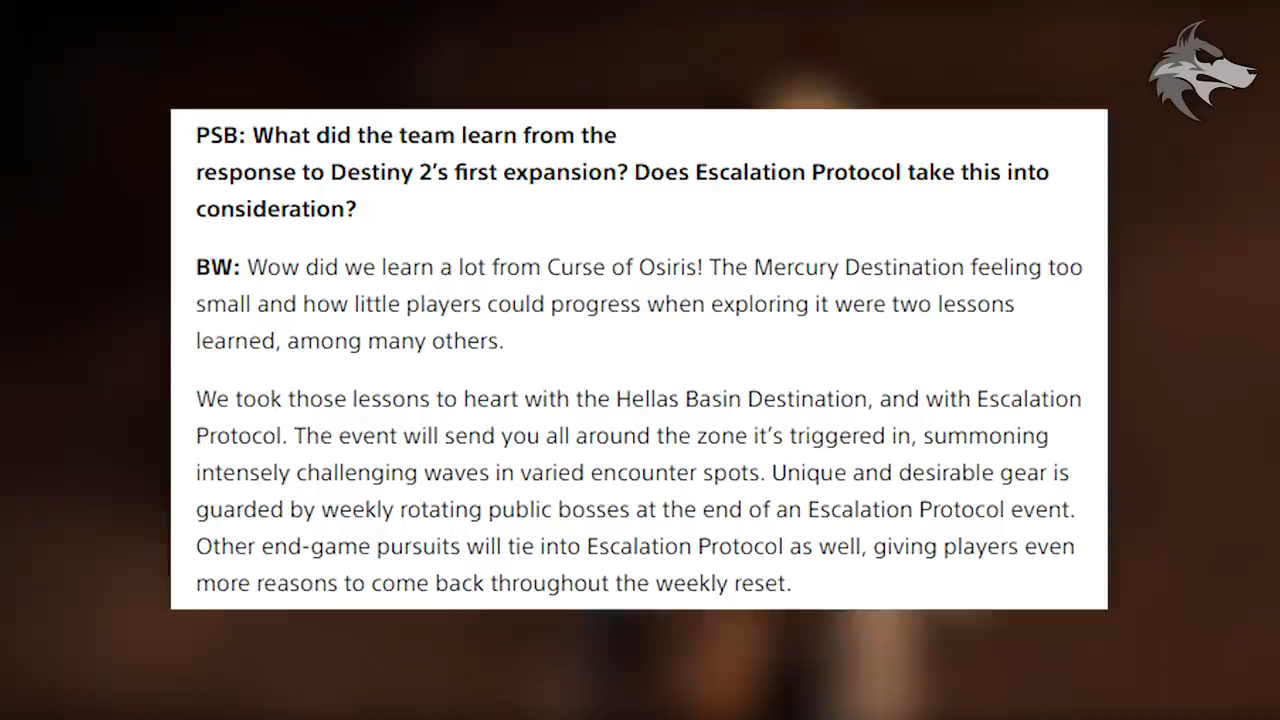 PSB: What did the team learn from the
response to Destiny 2’s first expansion? Does Escalation Protocol take this into
consideration?
BW: Wow did we learn a lot from Curse of Osiris! The Mercury Destination feeling too
small and how little players could progress when exploring it were two lessons
learned, among many others.
We took those lessons to heart with the Hellas Basin Destination, and with Escalation
Protocol. The event will send you all around the zone it’s triggered in, summoning
intensely challenging waves in varied encounter spots. Unique and desirable gear is
guarded by weekly rotating public bosses at the end of an Escalation Protocol event.
Other end-game pursuits will tie into Escalation Protocol as well, giving players even
more reasons to come back throughout the weekly reset.